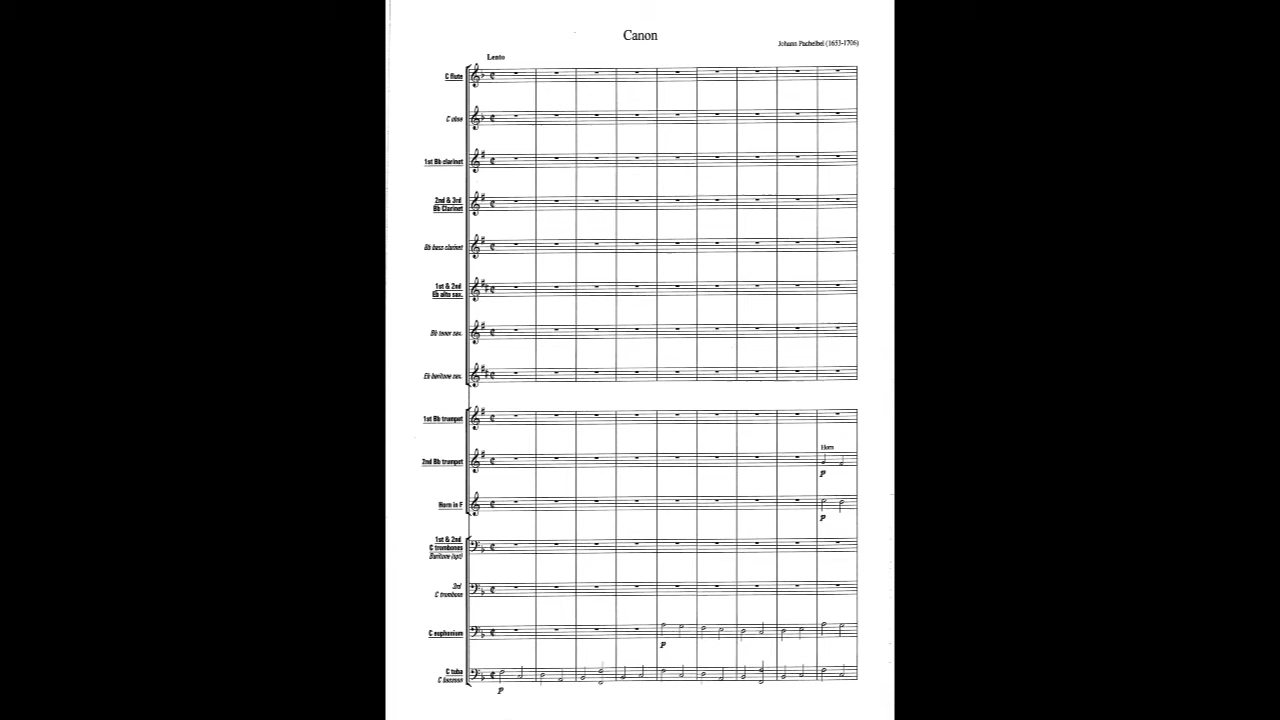 Canon
Johann Pachelbel (1653-1706)
Lento
C flute
C oboe
1st Bb clarinet
2nd & 3rd
Bb Clarinet
Bb bass clarinet
1st & 2nd
Eb alto sax.
Bb tenor sax.
Eb baritone sax.
1st Bb trumpet
Horn
2nd Bb trumpet
p
Horn in F
p
1st & 2nd
C trombones
Baritone (opt)
3rd
C trombone
C euphonium
p
C tuba
C bassoon
p